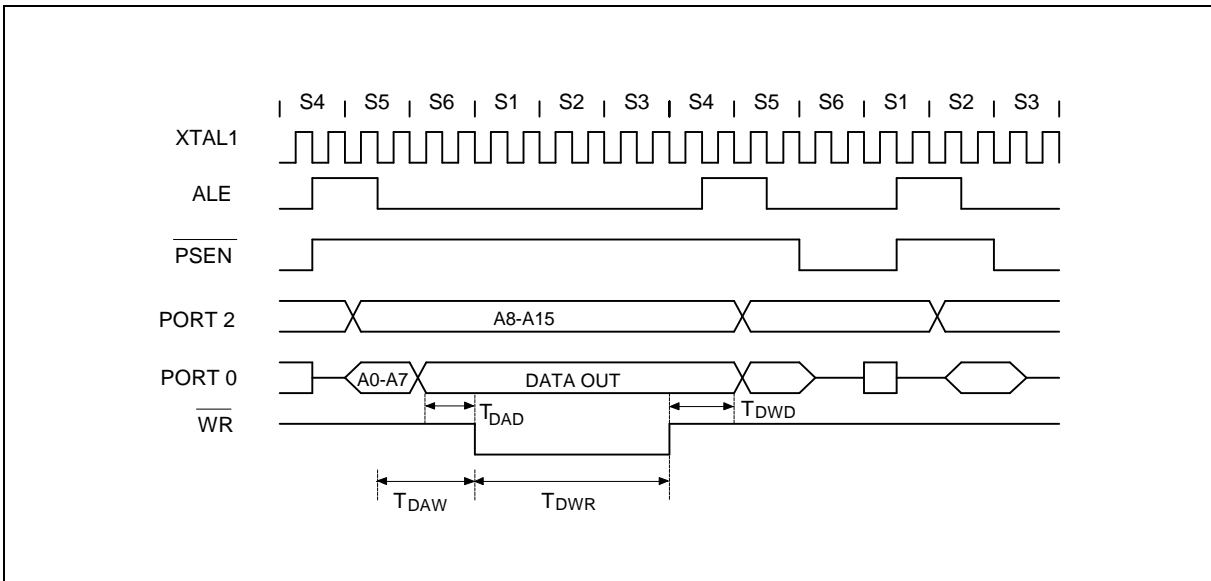 | S4 | S5 | S6 | S1 | S2 | S3 | S4 | S5 | S6 | S1 | S2 | S3 |
XTAL1
ALE
PSEN
PORT 2 A8-A15
PORT 0 A0-A7 DATA OUT
WR TDAD TDWD
TDAW TDWR